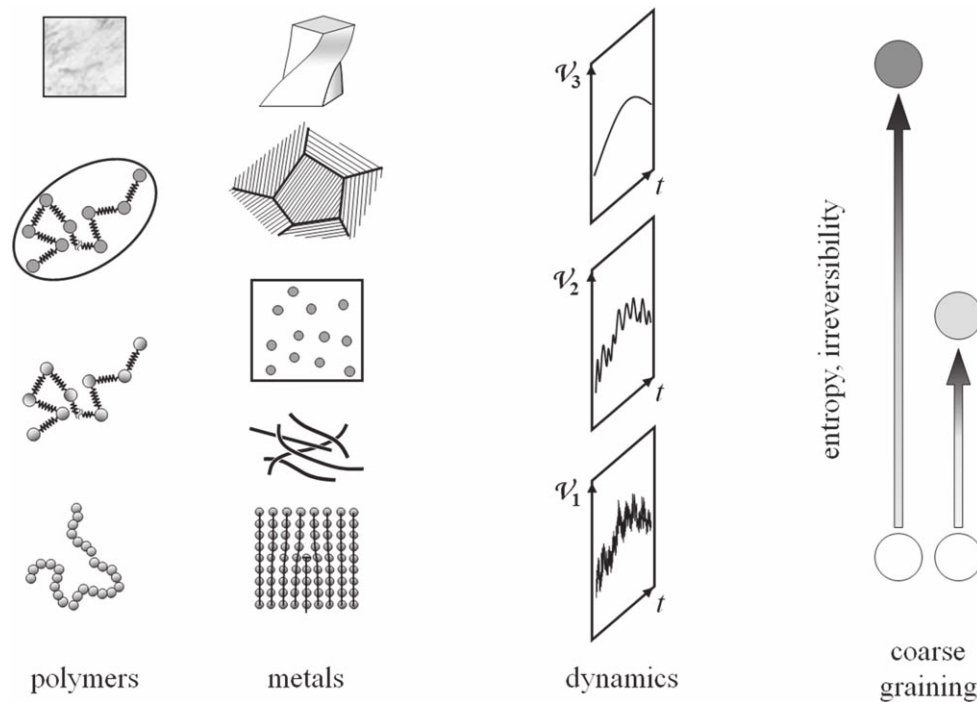 𝒱3
t
𝒱2
t
𝒱1
t
entropy, irreversibility
polymers
metals
dynamics
coarse
graining